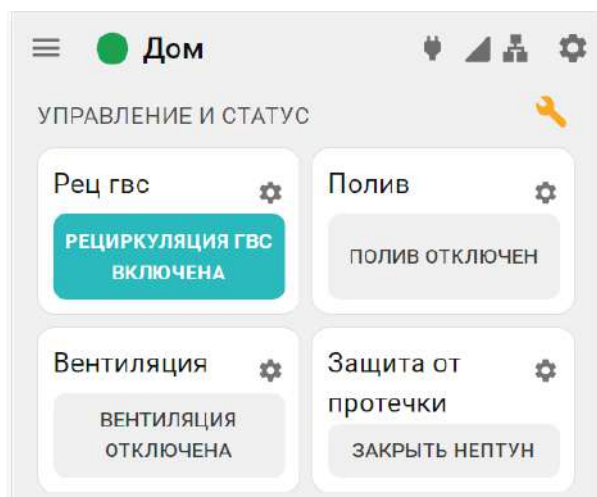 Дом
УПРАВЛЕНИЕ И СТАТУС
Рец гвс
РЕЦИРКУЛЯЦИЯ ГВС
ВКЛЮЧЕНА
Полив
ПОЛИВ ОТКЛЮЧЕН
Вентиляция
ВЕНТИЛЯЦИЯ
ОТКЛЮЧЕНА
Защита от
протечки
ЗАКРЫТЬ НЕПТУН